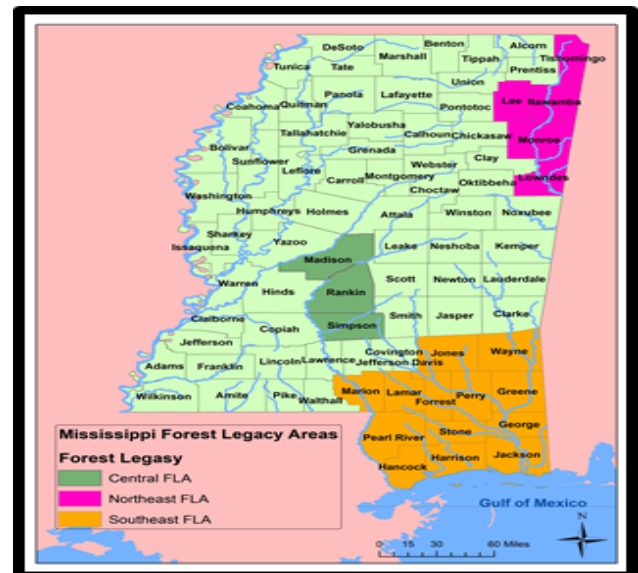 DeSoto
Benton
Alcorn
Tunica
Tate
Marshall
Tippah
Tishomingo
Prentiss
Union
Coahoma
Quitman
Panola
Lafayette
Lee
Itawamba
Pontotoc
Bolivar
Tallahatchie
Yalobusha
Calhoun
Chickasaw
Monroe
Sunflower
Grenada
Clay
Leflore
Webster
Washington
Carroll
Montgomery
Choctaw
Oktibbeha
Lowndes
Humphreys
Holmes
Attala
Winston
Noxubee
Sharkey
Issaquena
Yazoo
Madison
Leake
Neshoba
Kemper
Warren
Hinds
Rankin
Scott
Newton
Lauderdale
Claiborne
Copiah
Simpson
Smith
Jasper
Clarke
Jefferson
Covington
Jones
Wayne
Adams
Franklin
Lincoln
Lawrence
Jefferson Davis
Wilkinson
Amite
Pike
Walthall
Marion
Lamar
Forrest
Perry
Greene
Pearl River
Stone
George
Hancock
Harrison
Jackson
Mississippi Forest Legacy Areas
Forest Legasy
Central FLA
Northeast FLA
Southeast FLA
Gulf of Mexico
N
0 15 30 60 Miles